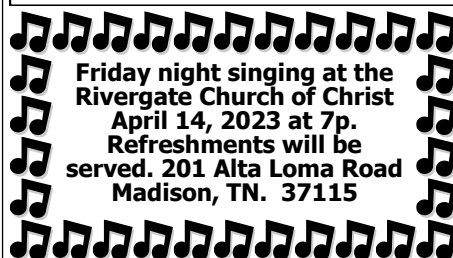 Friday night singing at the
Rivergate Church of Christ
April 14, 2023 at 7p.
Refreshments will be
served. 201 Alta Loma Road
Madison, TN.  37115